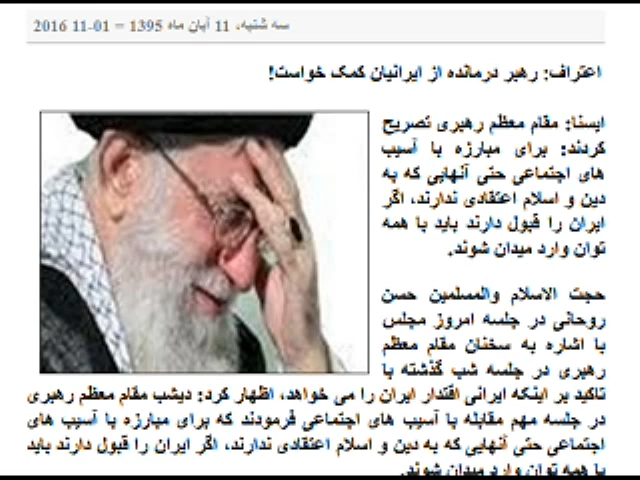 سه شنبه، 11 آبان ماه 1395 = 01-11 2016
اعتراف: رهبر درمانده از ایرانیان کمک خواست!
ایسنا: مقام معظم رهبری تصریح
کردند: برای مبارزه با آسیب
های اجتماعی حتی آنهایی که به
دین و اسلام اعتقادی ندارند، اگر
ایران را قبول دارند باید با همه
توان وارد میدان شوند.
حجت الاسلام والمسلمین حسن
روحانی در جلسه امروز مجلس
با اشاره به سخنان مقام معظم
رهبری در جلسه شب گذشته با
تاکید بر اینکه ایرانی اقتدار ایران را می خواهد، اظهار کرد: دیشب مقام معظم رهبری
در جلسه مهم مقابله با آسیب های اجتماعی فرمودند که برای مبارزه با آسیب های
اجتماعی حتی آنهایی که به دین و اسلام اعتقادی ندارند، اگر ایران را قبول دارند باید
با همه توان وارد میدان شوند.